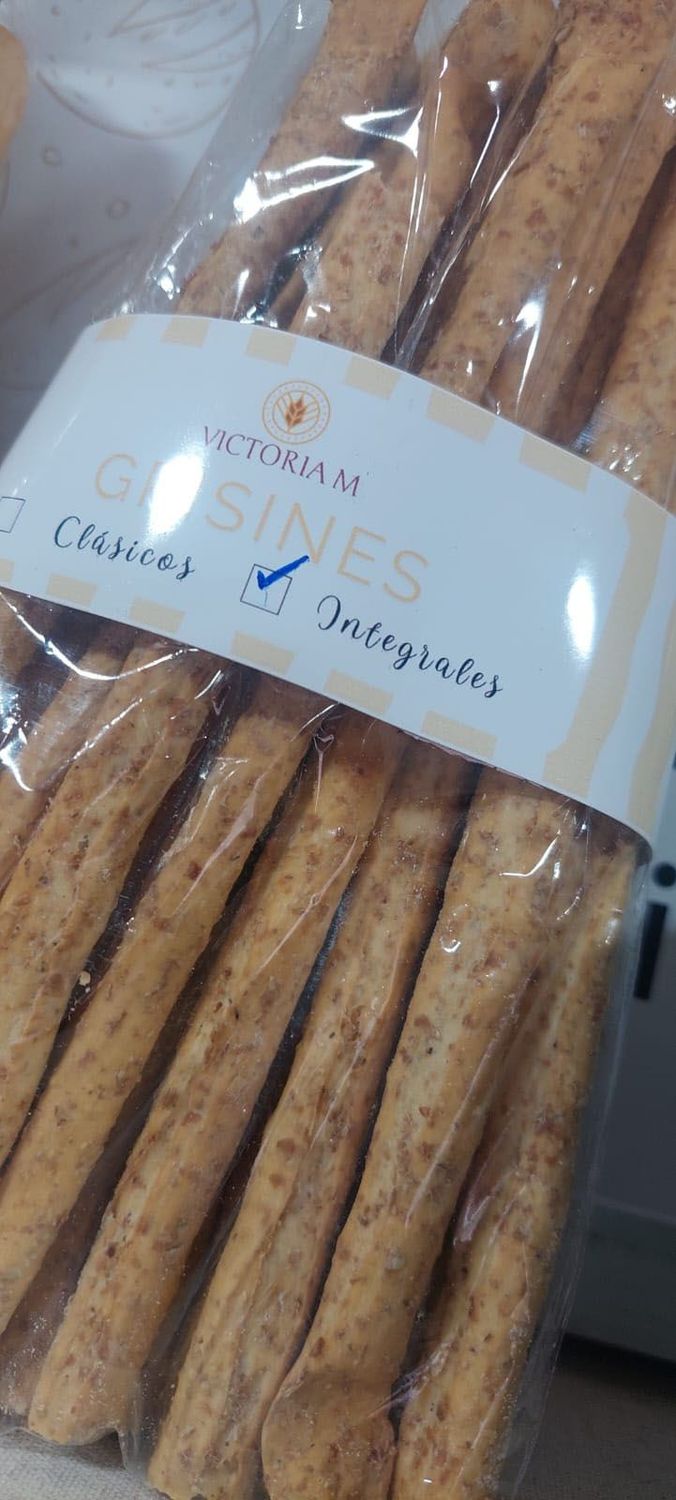 VICTORIA M
GRISINES
Clásicos
Integrales